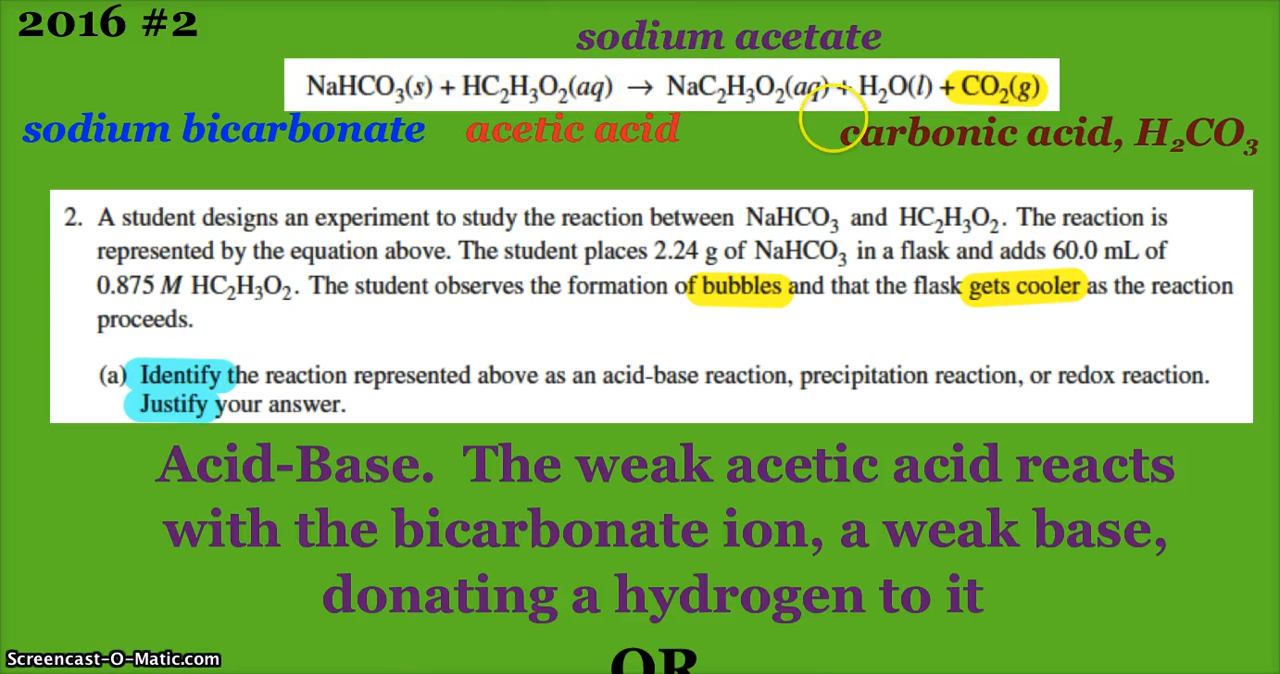 2016 #2
sodium acetate
NaHCO₃(s) + HC₂H₃O₂(aq) → NaC₂H₃O₂(aq) + H₂O(l) + CO₂(g)
sodium bicarbonate acetic acid carbonic acid, H₂CO₃
2. A student designs an experiment to study the reaction between NaHCO₃ and HC₂H₃O₂. The reaction is
represented by the equation above. The student places 2.24 g of NaHCO₃ in a flask and adds 60.0 mL of
0.875 M HC₂H₃O₂. The student observes the formation of bubbles and that the flask gets cooler as the reaction
proceeds.
(a) Identify the reaction represented above as an acid-base reaction, precipitation reaction, or redox reaction.
Justify your answer.
Acid-Base. The weak acetic acid reacts
with the bicarbonate ion, a weak base,
donating a hydrogen to it
OR
Screencast-O-Matic.com